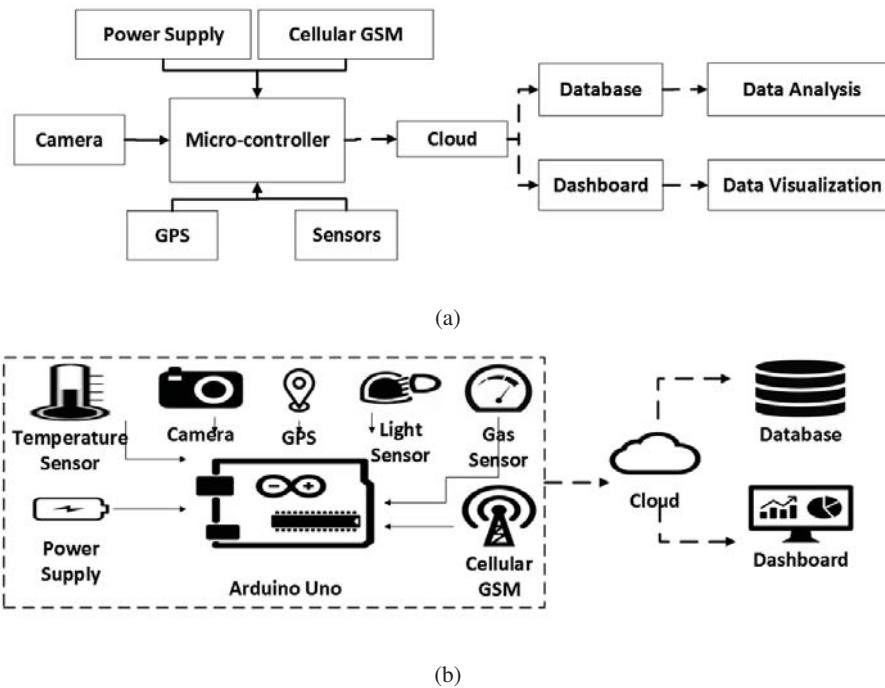 Power Supply
Cellular GSM
Database
Data Analysis
Camera
Micro-controller
Cloud
Dashboard
Data Visualization
GPS
Sensors
(a)
Temperature
Sensor
Camera
GPS
Light
Sensor
Gas
Sensor
Database
Cloud
Power
Supply
Arduino Uno
Cellular
GSM
Dashboard
(b)